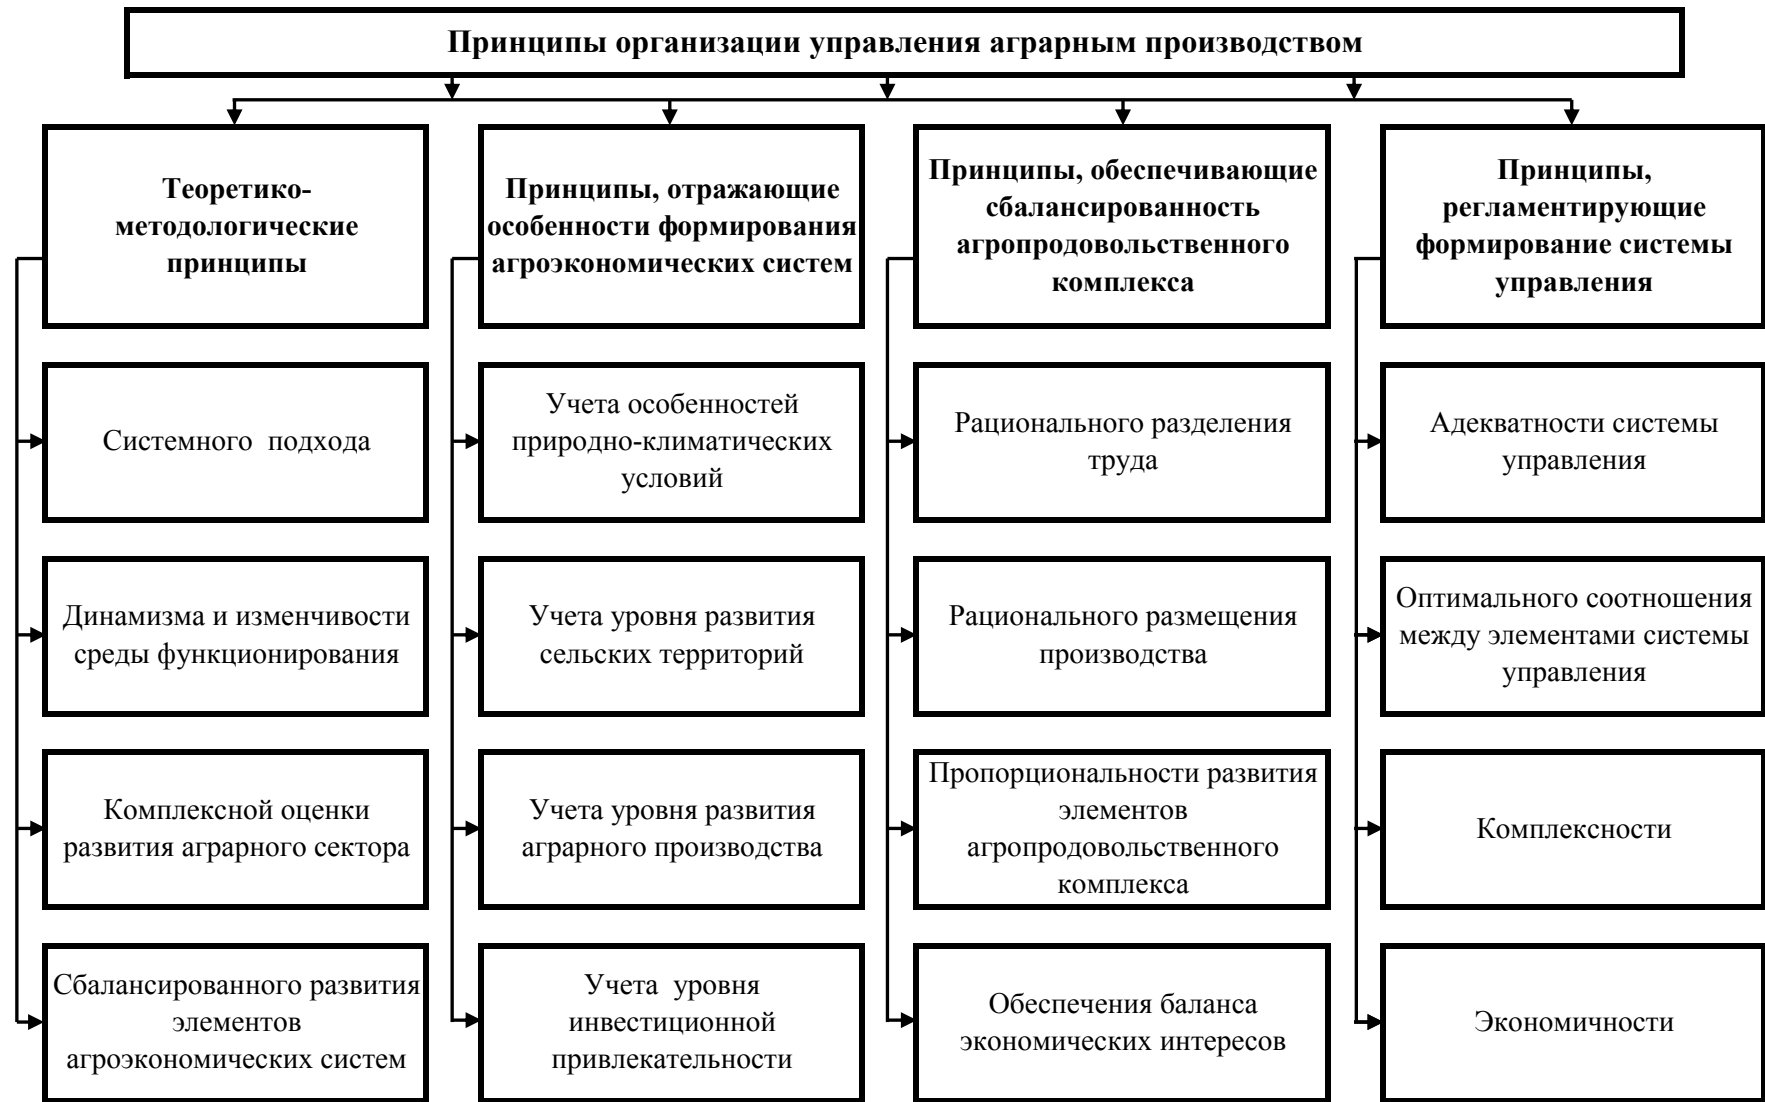 Принципы организации управления аграрным производством
Теоретико-
методологические
принципы
Принципы, отражающие
особенности формирования
агроэкономических систем
Принципы, обеспечивающие
сбалансированность
агропродовольственного
комплекса
Принципы,
регламентирующие
формирование системы
управления
Системного  подхода
Учета особенностей
природно-климатических
условий
Рационального разделения
труда
Адекватности системы
управления
Динамизма и изменчивости
среды функционирования
Учета уровня развития
сельских территорий
Рационального размещения
производства
Оптимального соотношения
между элементами системы
управления
Комплексной оценки
развития аграрного сектора
Учета уровня развития
аграрного производства
Пропорциональности развития
элементов
агропродовольственного
комплекса
Комплексности
Сбалансированного развития
элементов
агроэкономических систем
Учета  уровня
инвестиционной
привлекательности
Обеспечения баланса
экономических интересов
Экономичности